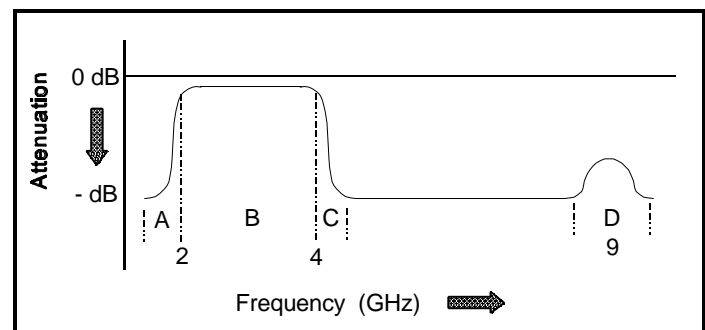 0 dB
Attenuation
- dB
A B C D
2 4 9
Frequency (GHz)